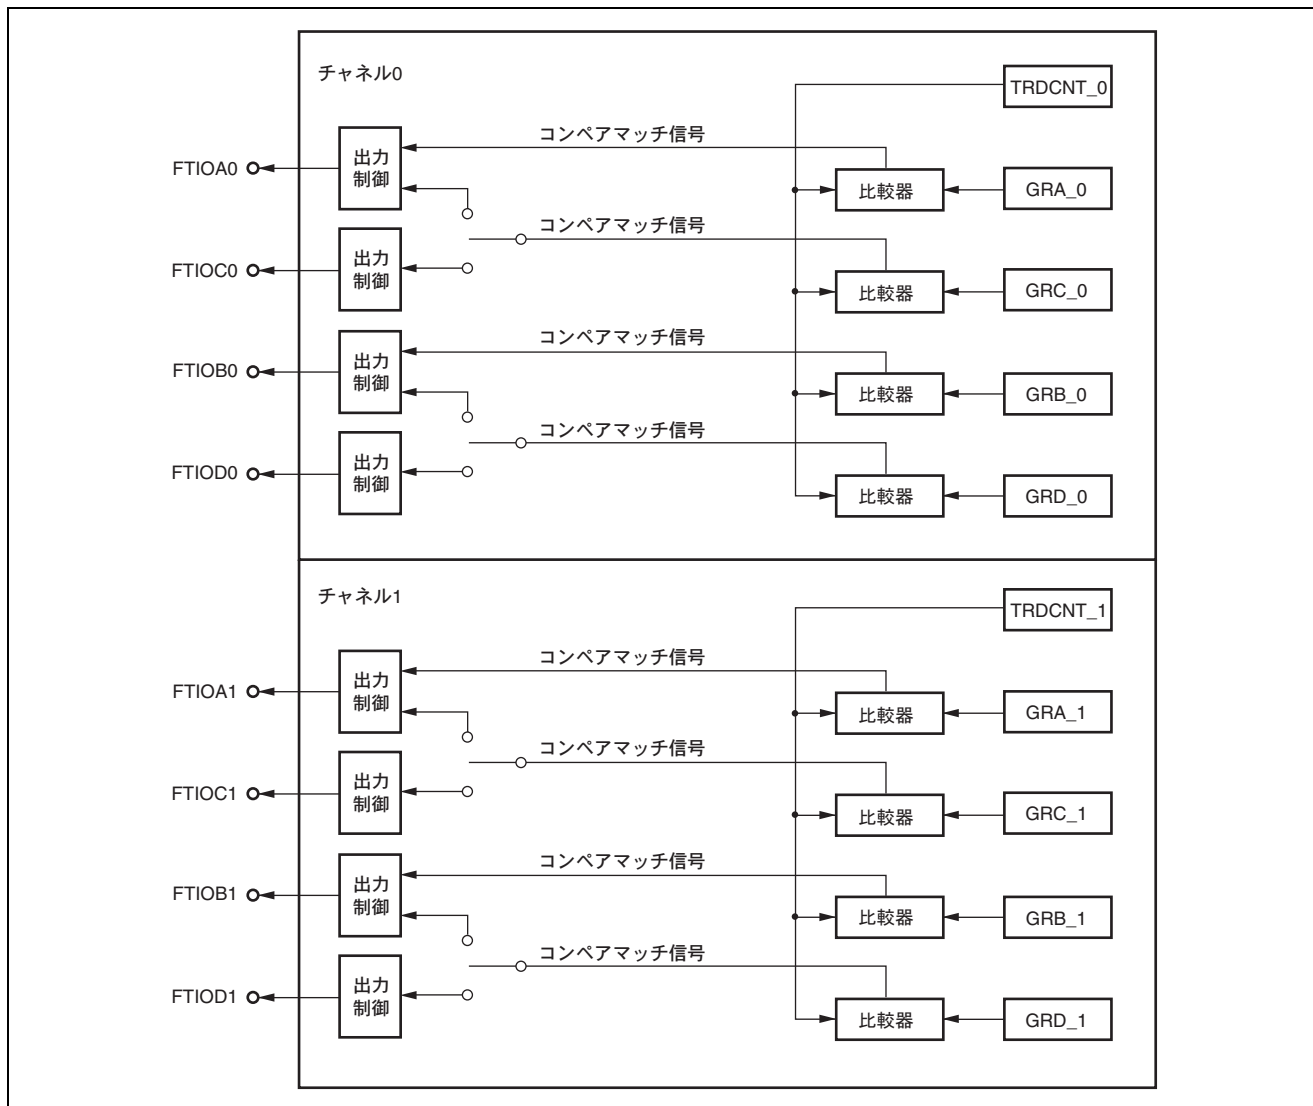 チャネル0
TRDCNT_0
コンペアマッチ信号
FTIOA0
出力
制御
比較器
GRA_0
コンペアマッチ信号
FTIOC0
出力
制御
比較器
GRC_0
コンペアマッチ信号
FTIOB0
出力
制御
比較器
GRB_0
コンペアマッチ信号
FTIOD0
出力
制御
比較器
GRD_0
チャネル1
TRDCNT_1
コンペアマッチ信号
FTIOA1
出力
制御
比較器
GRA_1
コンペアマッチ信号
FTIOC1
出力
制御
比較器
GRC_1
コンペアマッチ信号
FTIOB1
出力
制御
比較器
GRB_1
コンペアマッチ信号
FTIOD1
出力
制御
比較器
GRD_1